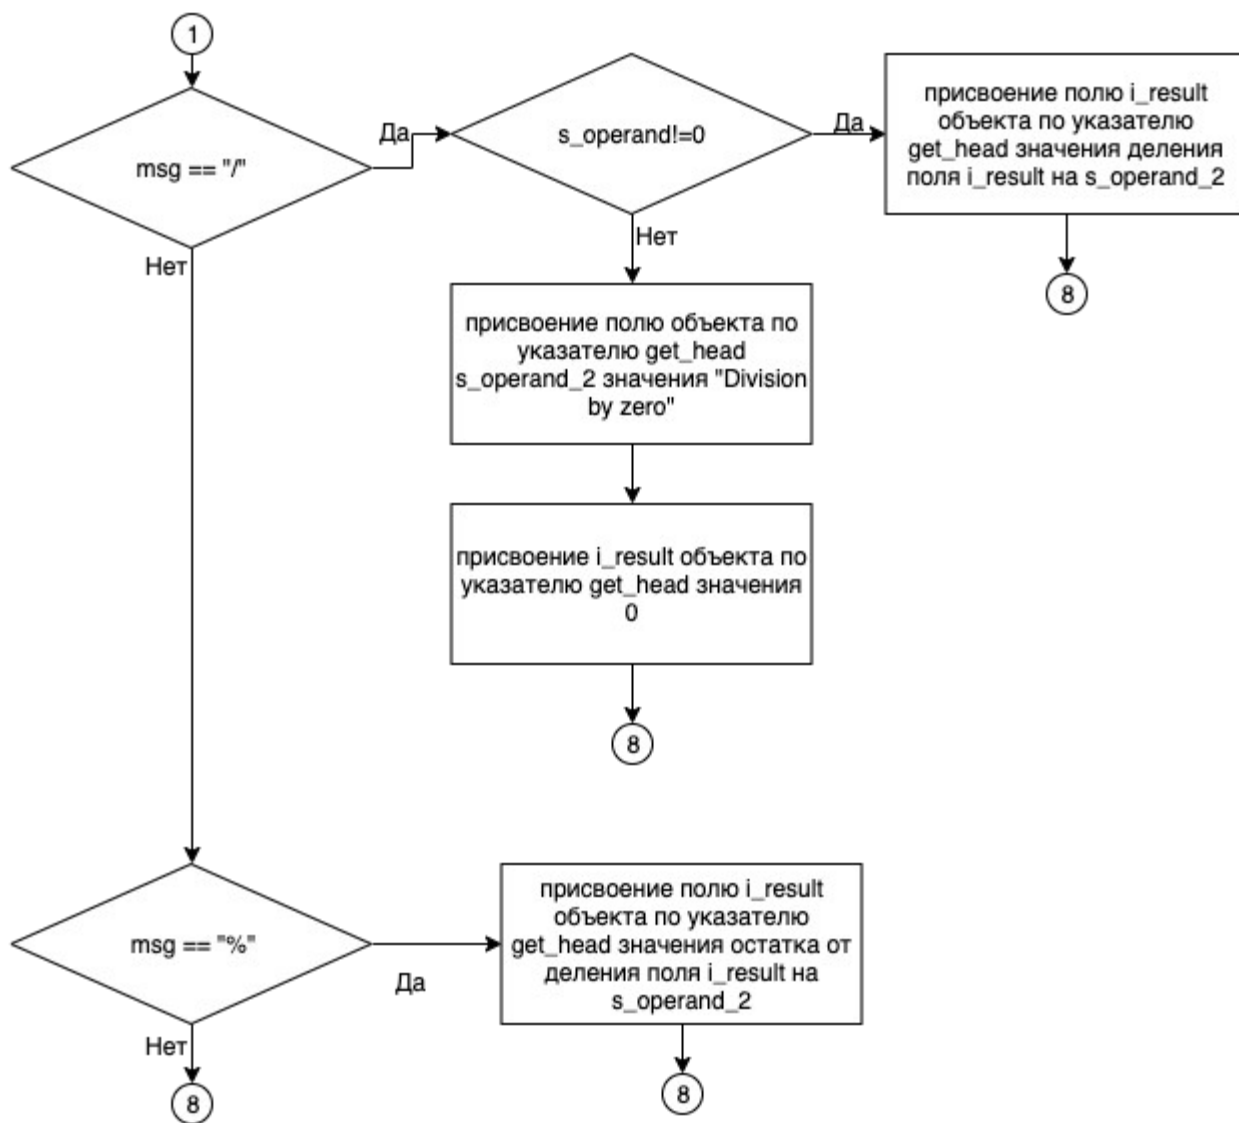 1
msg == "/"
Да
s_operand!=0
Да
присвоение полю i_result
объекта по указателю
get_head значения деления
поля i_result на s_operand_2
8
Нет
Нет
присвоение полю объекта по
указателю get_head
s_operand_2 значения "Division
by zero"
присвоение i_result объекта по
указателю get_head значения
0
8
msg == "%"
Да
присвоение полю i_result
объекта по указателю
get_head значения остатка от
деления поля i_result на
s_operand_2
Нет
8
8